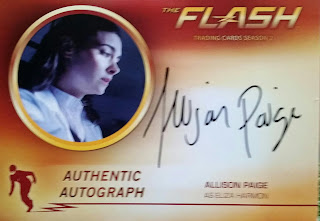 THE FLASH
TRADING CARDS SEASON 2
Allison Paige
AUTHENTIC
AUTOGRAPH
ALLISON PAIGE
AS ELIZA HARMON